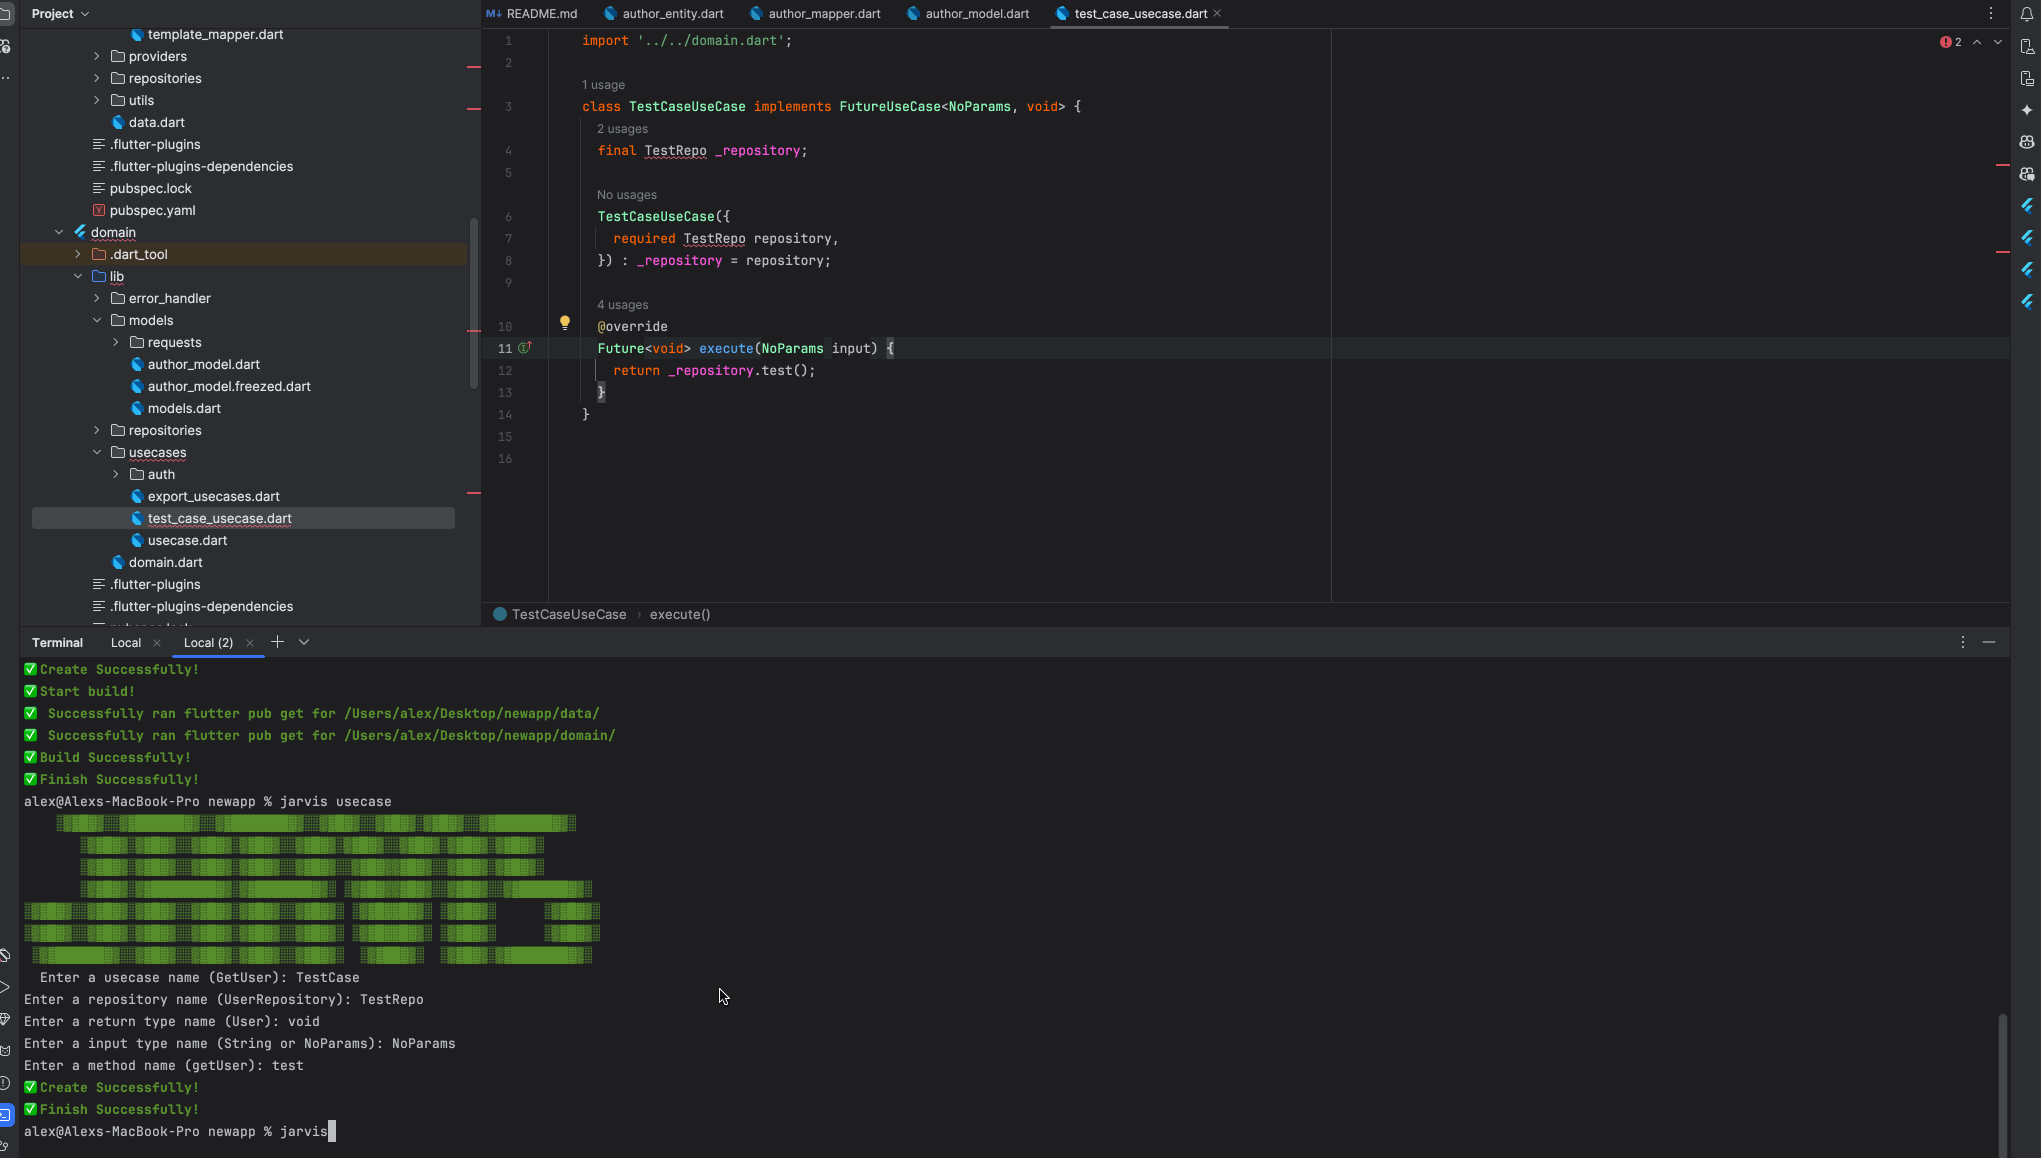 Project
template_mapper.dart
providers
repositories
utils
data.dart
.flutter-plugins
.flutter-plugins-dependencies
pubspec.lock
pubspec.yaml
domain
.dart_tool
lib
error_handler
models
requests
author_model.dart
author_model.freezed.dart
models.dart
repositories
usecases
auth
export_usecases.dart
test_case_usecase.dart
usecase.dart
domain.dart
.flutter-plugins
.flutter-plugins-dependencies
README.md author_entity.dart author_mapper.dart author_model.dart test_case_usecase.dart
2
1 import '../../domain.dart';
2
1 usage
3 class TestCaseUseCase implements FutureUseCase<NoParams, void> {
2 usages
4 final TestRepo _repository;
5
No usages
6 TestCaseUseCase({
7 required TestRepo repository,
8 }) : _repository = repository;
9
4 usages
10 @override
11 Future<void> execute(NoParams input) {
12 return _repository.test();
13 }
14 }
15
16
TestCaseUseCase › execute()
Terminal Local Local (2)
✅Create Successfully!
✅Start build!
✅ Successfully ran flutter pub get for /Users/alex/Desktop/newapp/data/
✅ Successfully ran flutter pub get for /Users/alex/Desktop/newapp/domain/
✅Build Successfully!
✅Finish Successfully!
alex@Alexs-MacBook-Pro newapp % jarvis usecase
JARVIS
Enter a usecase name (GetUser): TestCase
Enter a repository name (UserRepository): TestRepo
Enter a return type name (User): void
Enter a input type name (String or NoParams): NoParams
Enter a method name (getUser): test
✅Create Successfully!
✅Finish Successfully!
alex@Alexs-MacBook-Pro newapp % jarvis